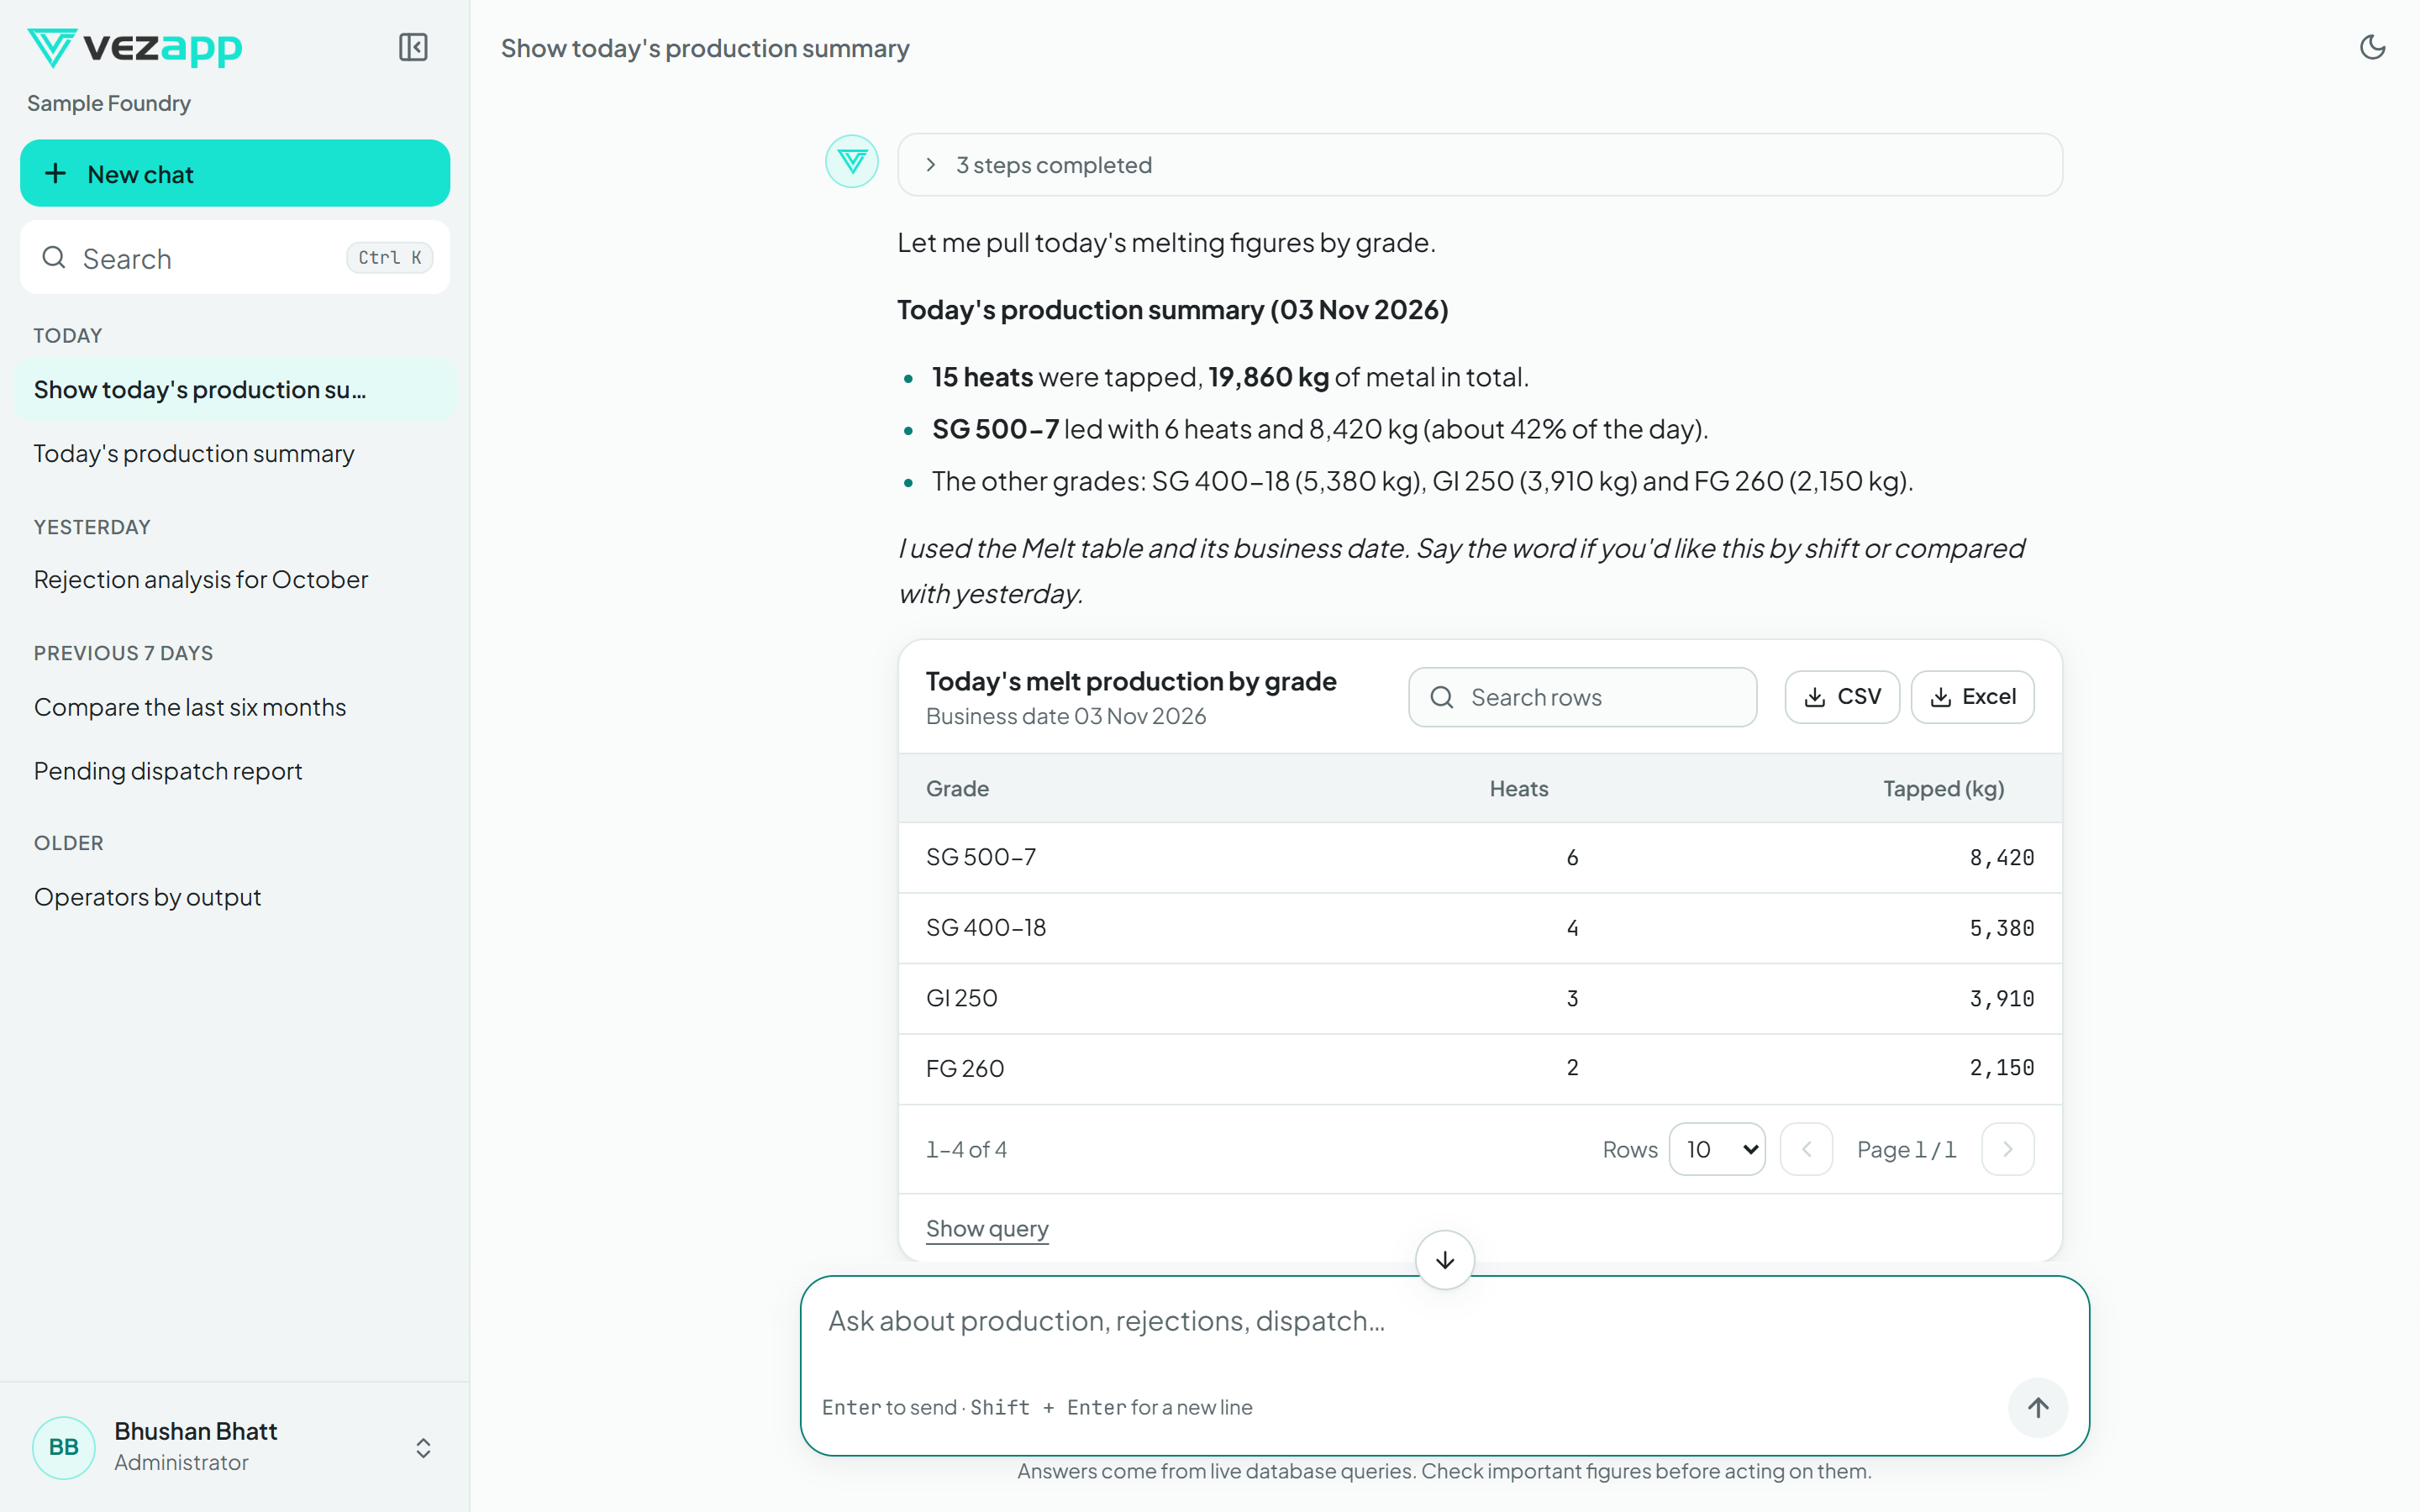 vezapp
Sample Foundry
New chat
Search
Ctrl K
TODAY
Show today's production su...
Today's production summary
YESTERDAY
Rejection analysis for October
PREVIOUS 7 DAYS
Compare the last six months
Pending dispatch report
OLDER
Operators by output
BB
Bhushan Bhatt
Administrator
Show today's production summary
3 steps completed
Let me pull today's melting figures by grade.
Today's production summary (03 Nov 2026)
• 15 heats were tapped, 19,860 kg of metal in total.
• SG 500-7 led with 6 heats and 8,420 kg (about 42% of the day).
• The other grades: SG 400-18 (5,380 kg), GI 250 (3,910 kg) and FG 260 (2,150 kg).
I used the Melt table and its business date. Say the word if you'd like this by shift or compared
with yesterday.
Today's melt production by grade
Business date 03 Nov 2026
Search rows
CSV
Excel
Grade Heats Tapped (kg)
SG 500-7 6 8,420
SG 400-18 4 5,380
GI 250 3 3,910
FG 260 2 2,150
1-4 of 4
Rows 10
Page 1 / 1
Show query
Ask about production, rejections, dispatch...
Enter to send · Shift + Enter for a new line
Answers come from live database queries. Check important figures before acting on them.